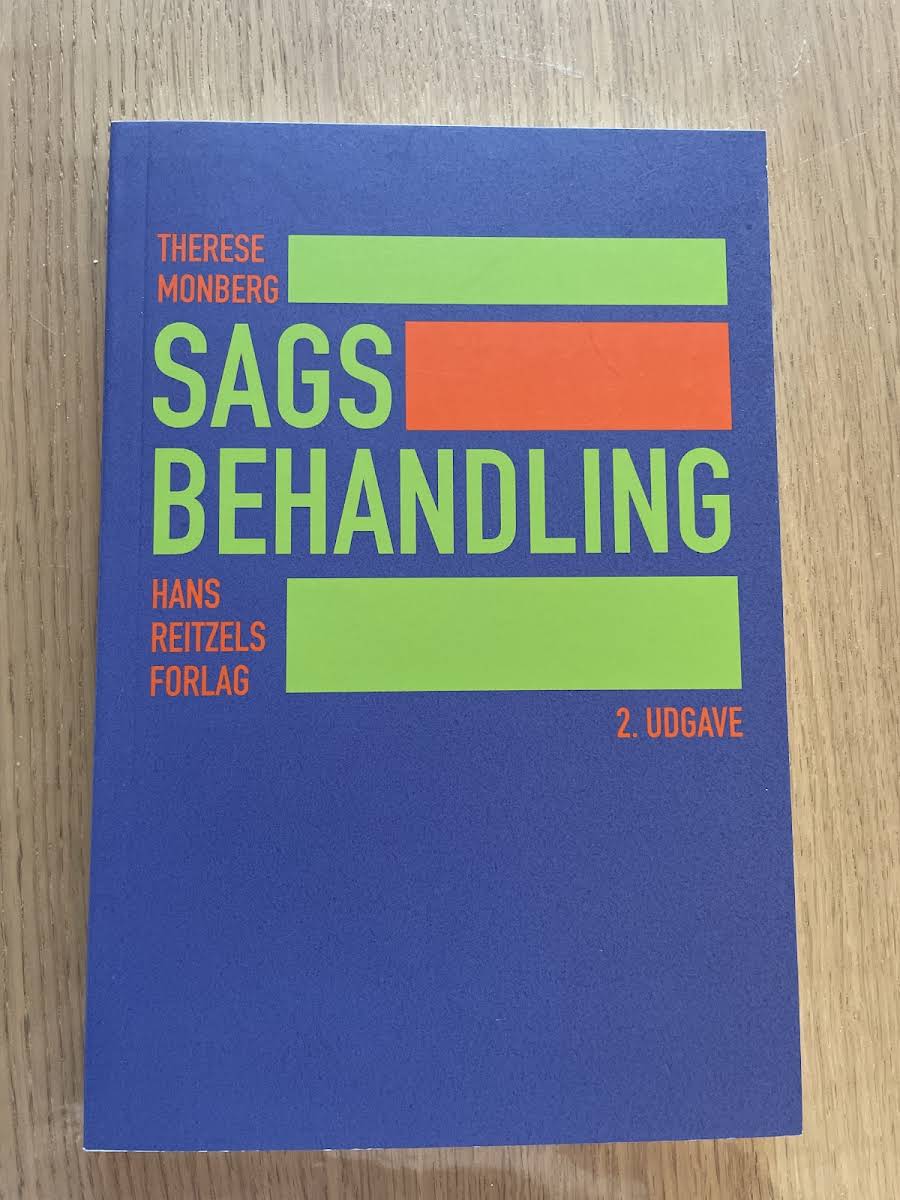 THERESE
MONBERG
SAGS
BEHANDLING
HANS
REITZELS
FORLAG
2. UDGAVE